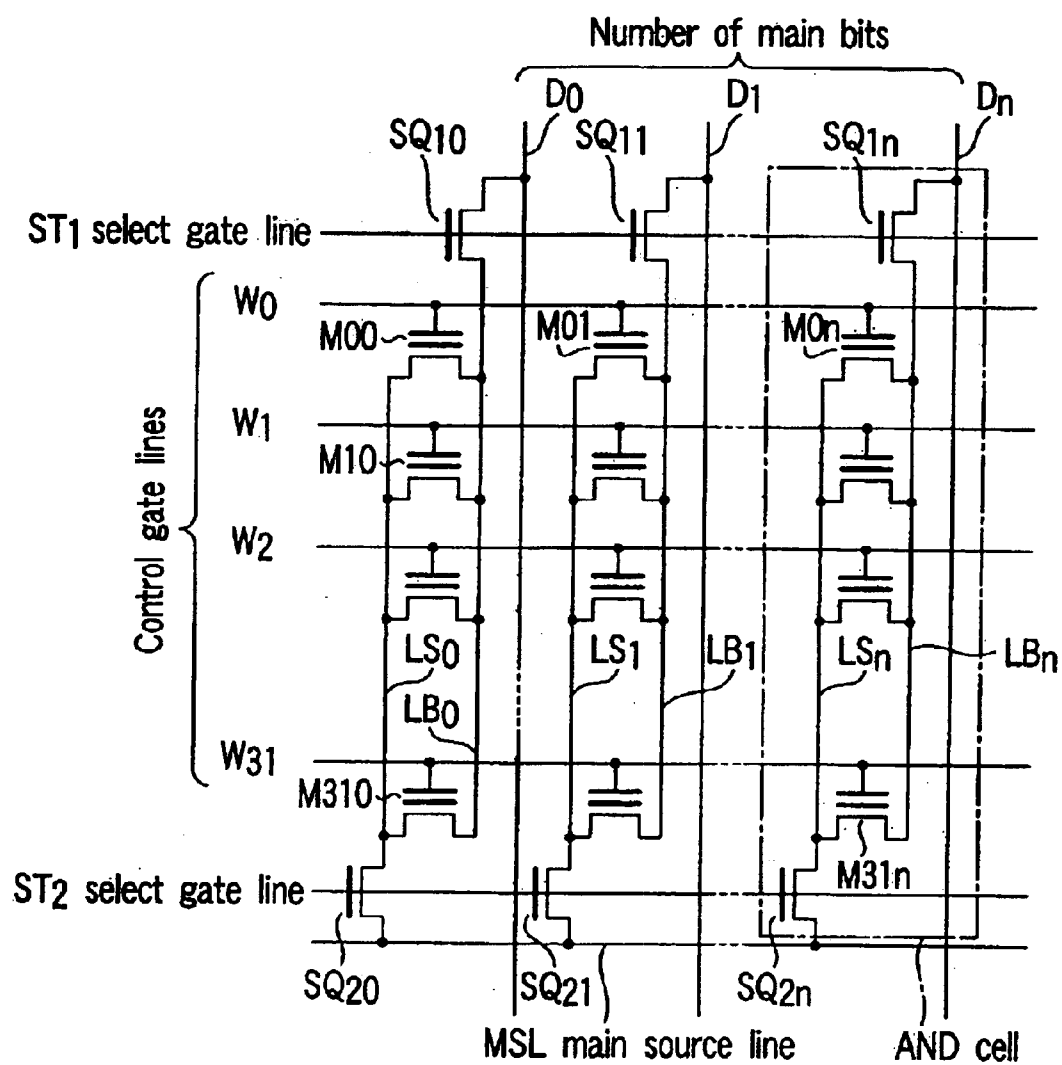 Number of main bits
D0 D1 Dn
SQ10 SQ11 SQ1n
ST1 select gate line
W0
M00 M01 M0n
W1
M10
W2
Control gate lines
LS0 LS1 LB1 LSn LBn
LB0
W31
M310
M31n
ST2 select gate line
SQ20 SQ21 SQ2n
MSL main source line AND cell